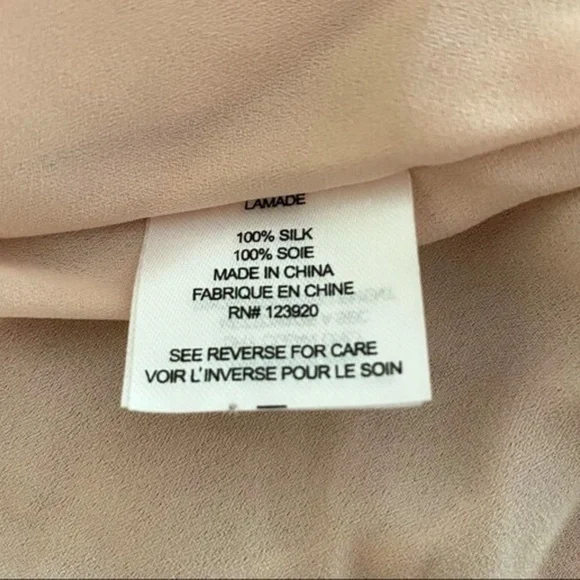 LAMADE
100% SILK
100% SOIE
MADE IN CHINA
FABRIQUE EN CHINE
RN# 123920
SEE REVERSE FOR CARE
VOIR L'INVERSE POUR LE SOIN